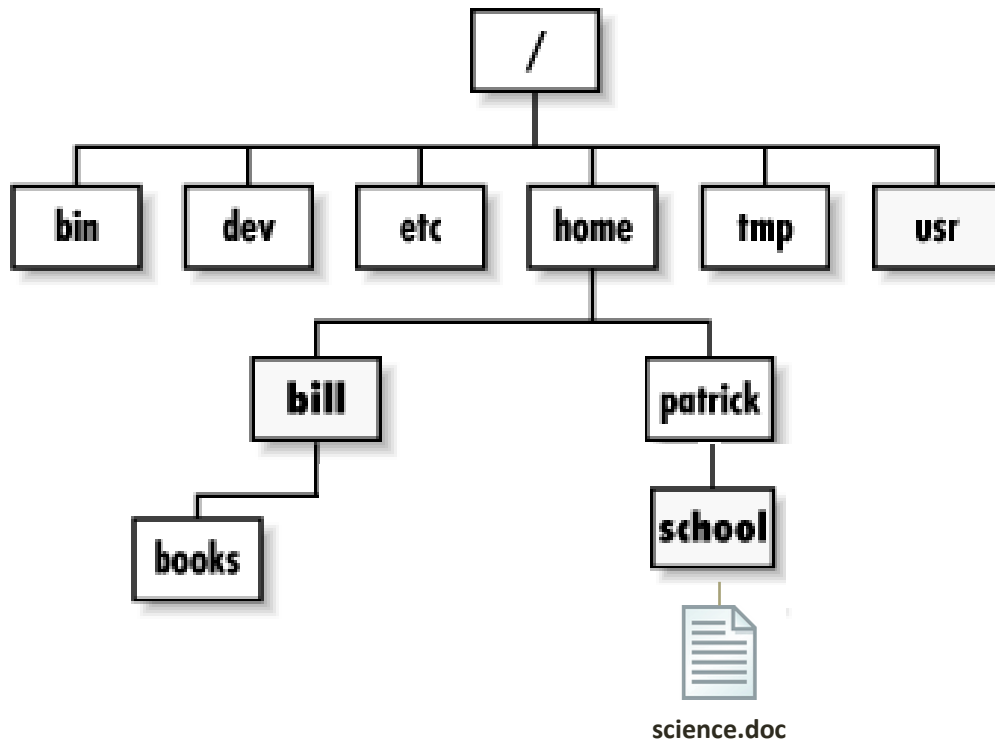 /
bin dev etc home tmp usr
bill patrick
school
books
science.doc